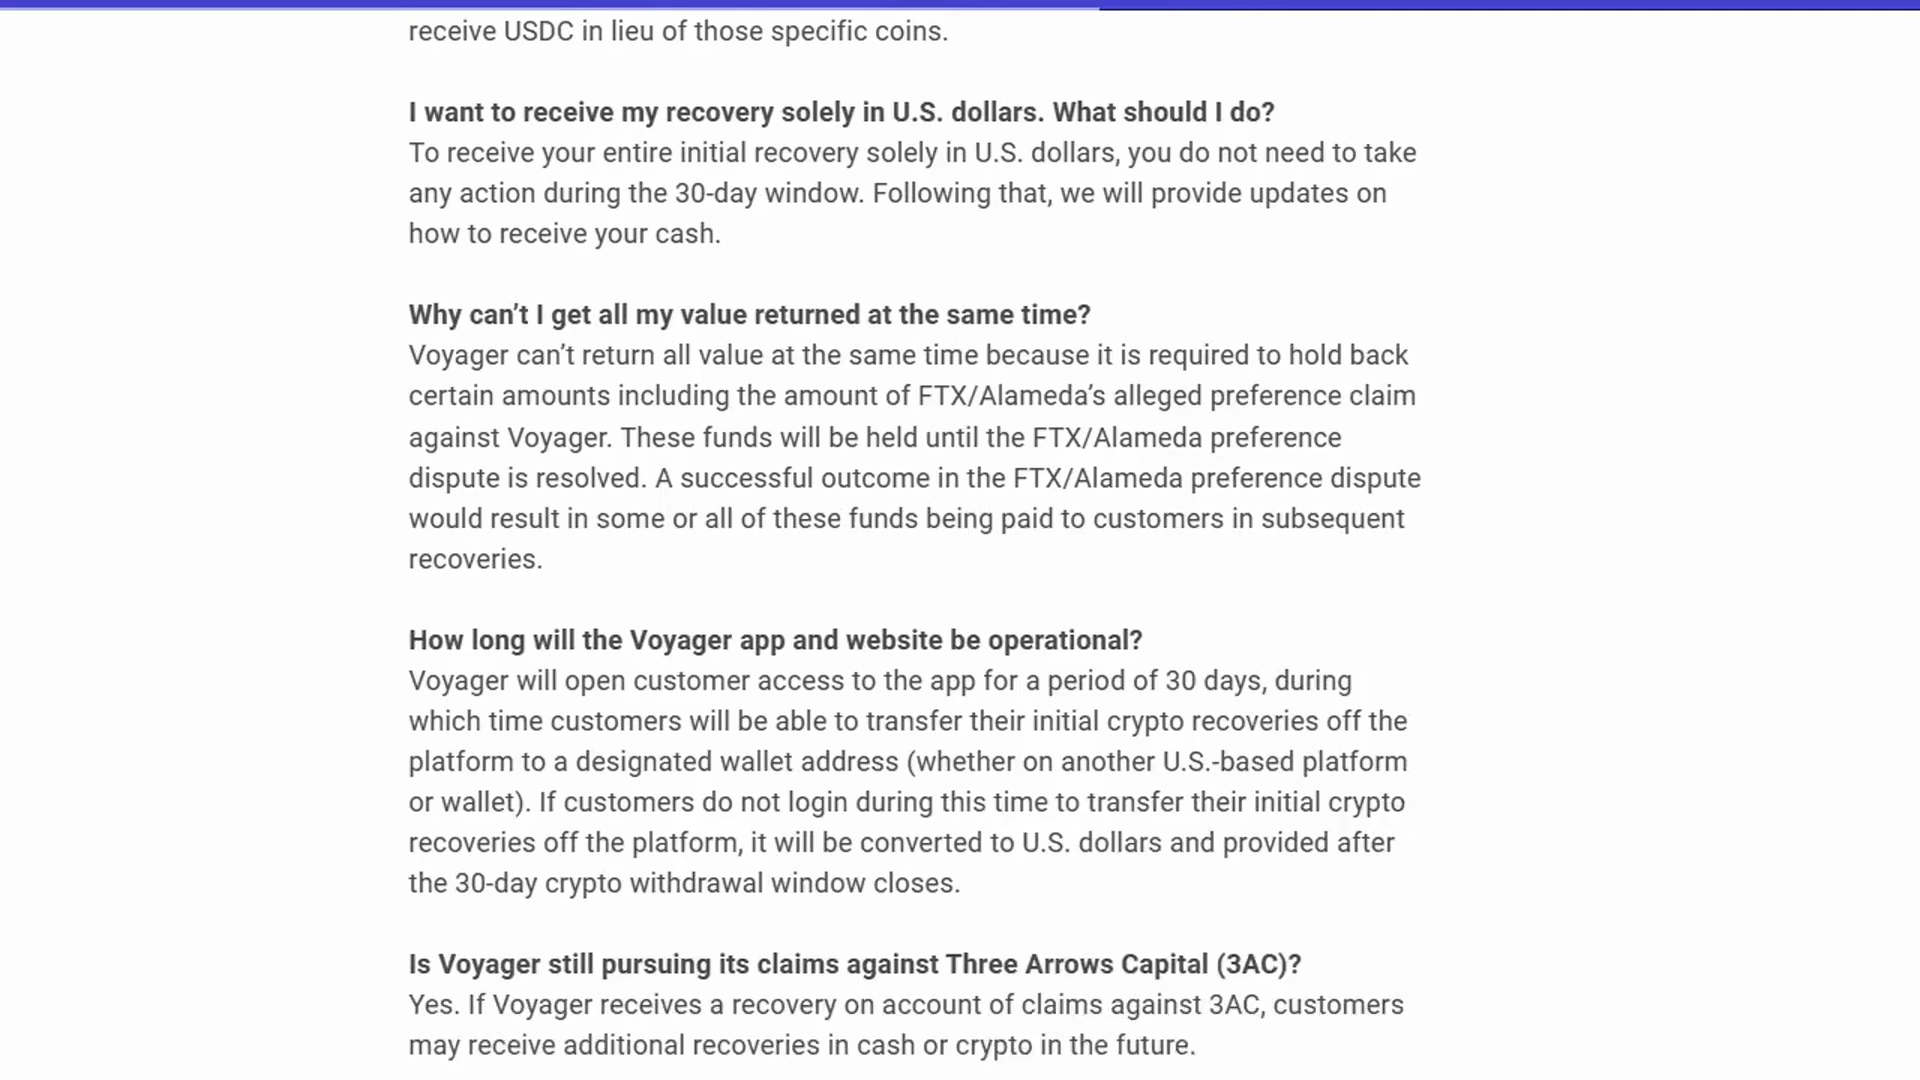 receive USDC in lieu of those specific coins.
I want to receive my recovery solely in U.S. dollars. What should I do?
To receive your entire initial recovery solely in U.S. dollars, you do not need to take
any action during the 30-day window. Following that, we will provide updates on
how to receive your cash.
Why can’t I get all my value returned at the same time?
Voyager can’t return all value at the same time because it is required to hold back
certain amounts including the amount of FTX/Alameda’s alleged preference claim
against Voyager. These funds will be held until the FTX/Alameda preference
dispute is resolved. A successful outcome in the FTX/Alameda preference dispute
would result in some or all of these funds being paid to customers in subsequent
recoveries.
How long will the Voyager app and website be operational?
Voyager will open customer access to the app for a period of 30 days, during
which time customers will be able to transfer their initial crypto recoveries off the
platform to a designated wallet address (whether on another U.S.-based platform
or wallet). If customers do not login during this time to transfer their initial crypto
recoveries off the platform, it will be converted to U.S. dollars and provided after
the 30-day crypto withdrawal window closes.
Is Voyager still pursuing its claims against Three Arrows Capital (3AC)?
Yes. If Voyager receives a recovery on account of claims against 3AC, customers
may receive additional recoveries in cash or crypto in the future.